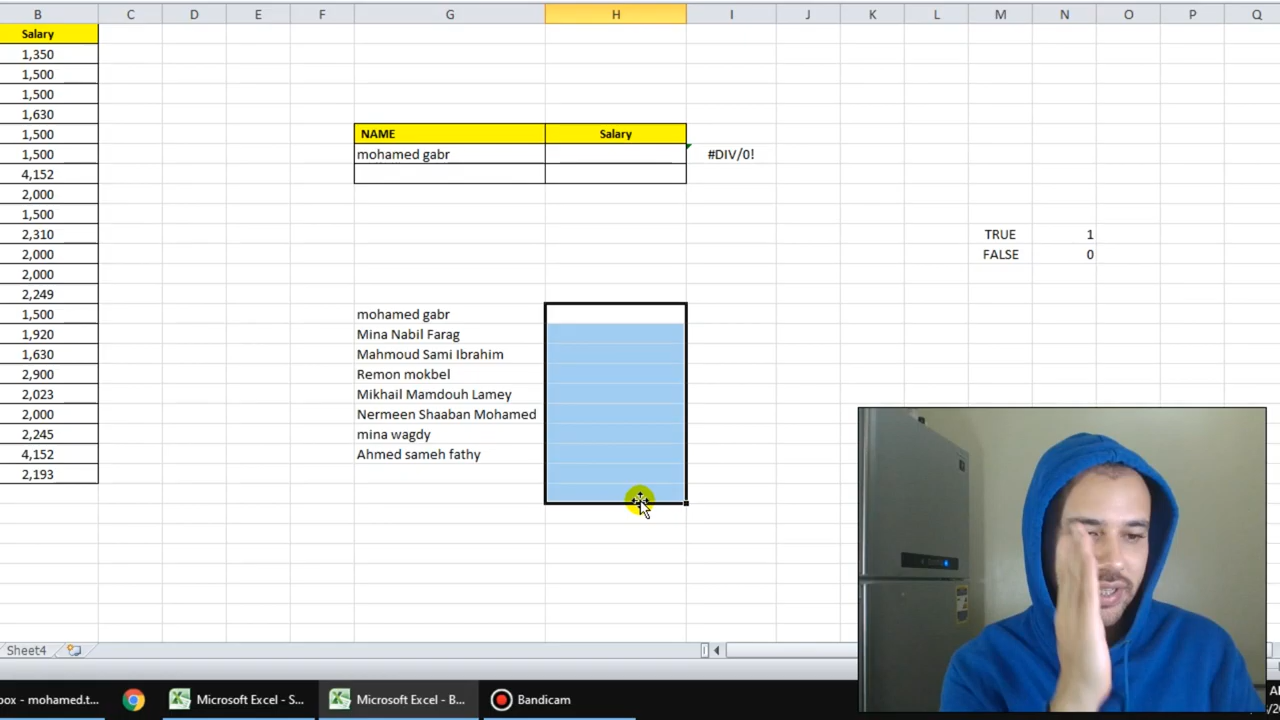 B C D E F G H I J K L M N O P Q
Salary
1,350
1,500
1,500
1,630
1,500 NAME Salary
1,500 mohamed gabr #DIV/0!
4,152
2,000
1,500
2,310 TRUE 1
2,000 FALSE 0
2,000
2,249
1,500 mohamed gabr
1,920 Mina Nabil Farag
1,630 Mahmoud Sami Ibrahim
2,900 Remon mokbel
2,023 Mikhail Mamdouh Lamey
2,000 Nermeen Shaaban Mohamed
2,245 mina wagdy
4,152 Ahmed sameh fathy
2,193
Sheet4
box - mohamed.t... Microsoft Excel - S... Microsoft Excel - B... Bandicam